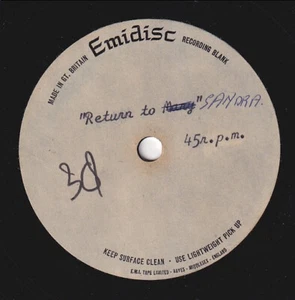 Emidisc
MADE IN GT. BRITAIN
RECORDING BLANK
"Return to" SANDRA.
45r.p.m.
KEEP SURFACE CLEAN - USE LIGHTWEIGHT PICK UP
E.M.I. TAPE LIMITED - HAYES - MIDDLESEX - ENGLAND